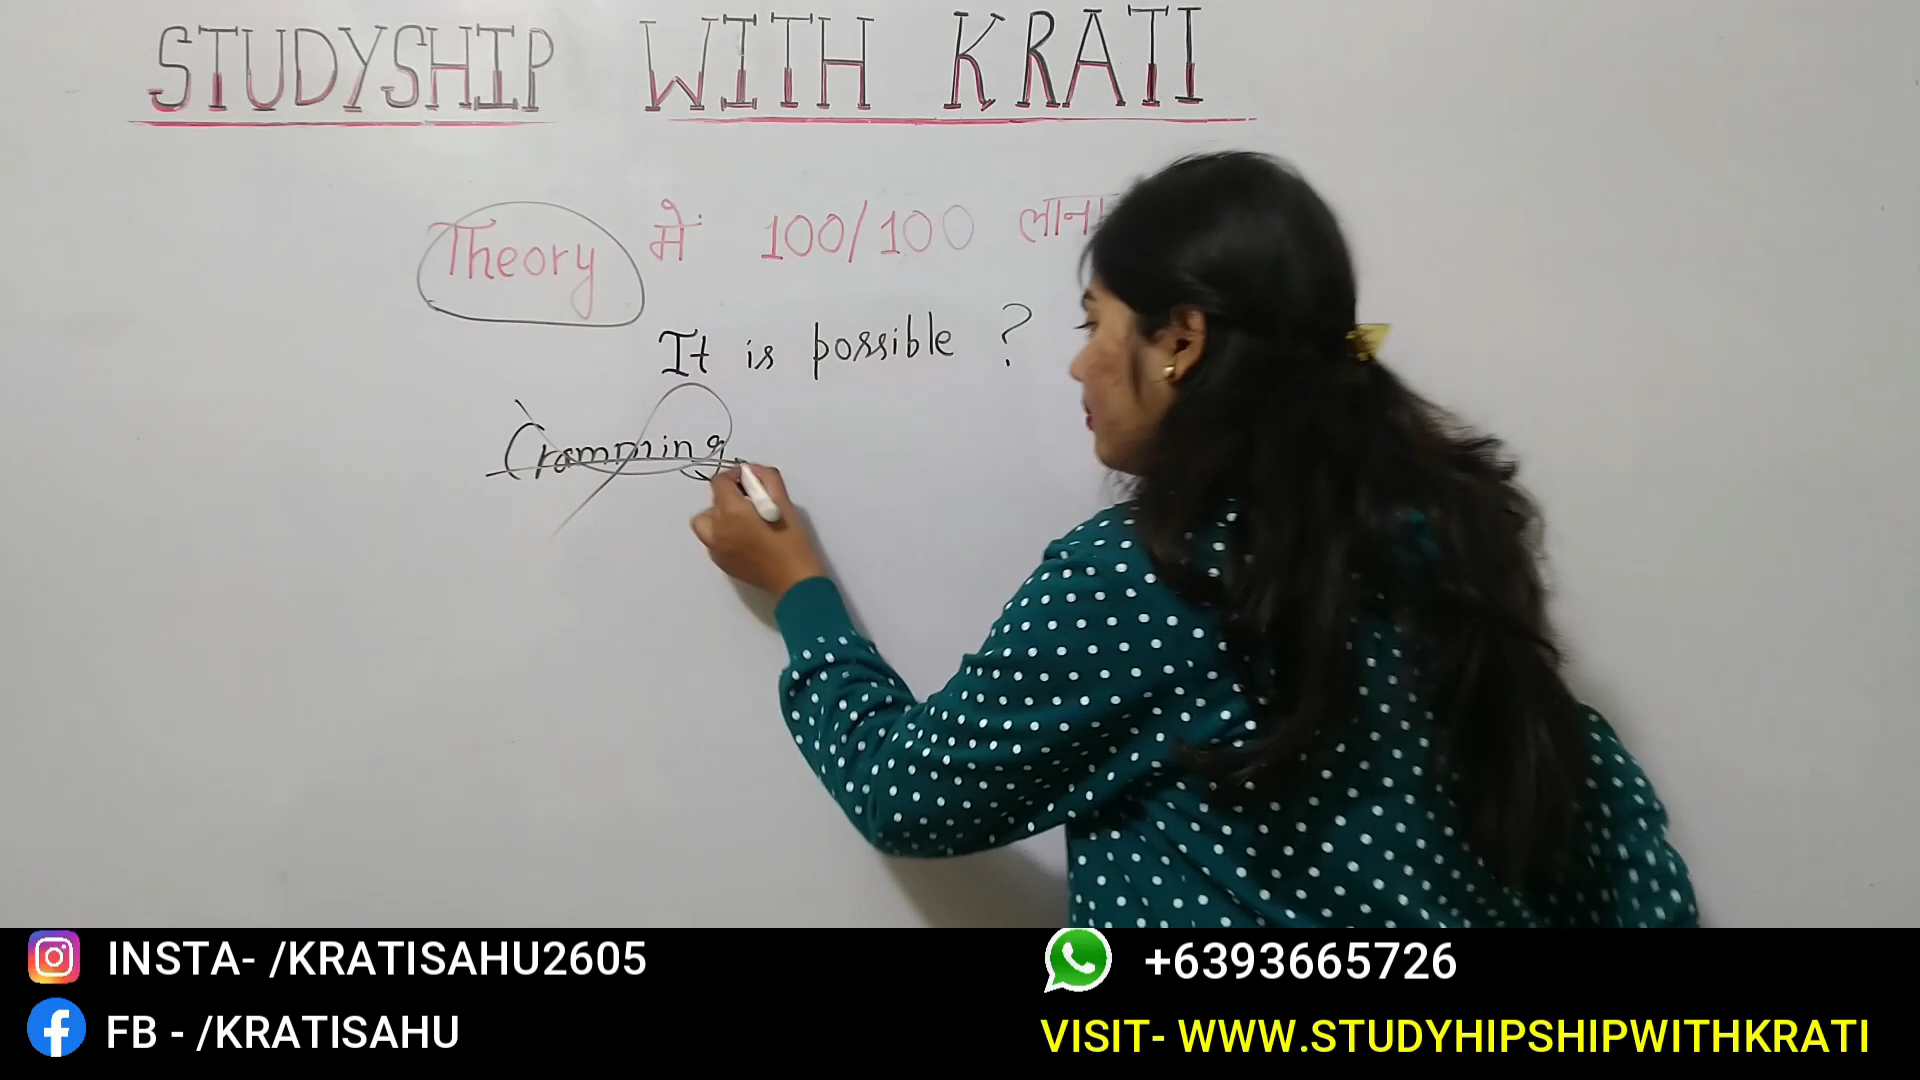 STUDYSHIP WITH KRATI
Theory में 100/100 लाना
It is possible ?
Cramming
INSTA- /KRATISAHU2605
+6393665726
FB - /KRATISAHU
VISIT- WWW.STUDYHIPSHIPWITHKRATI